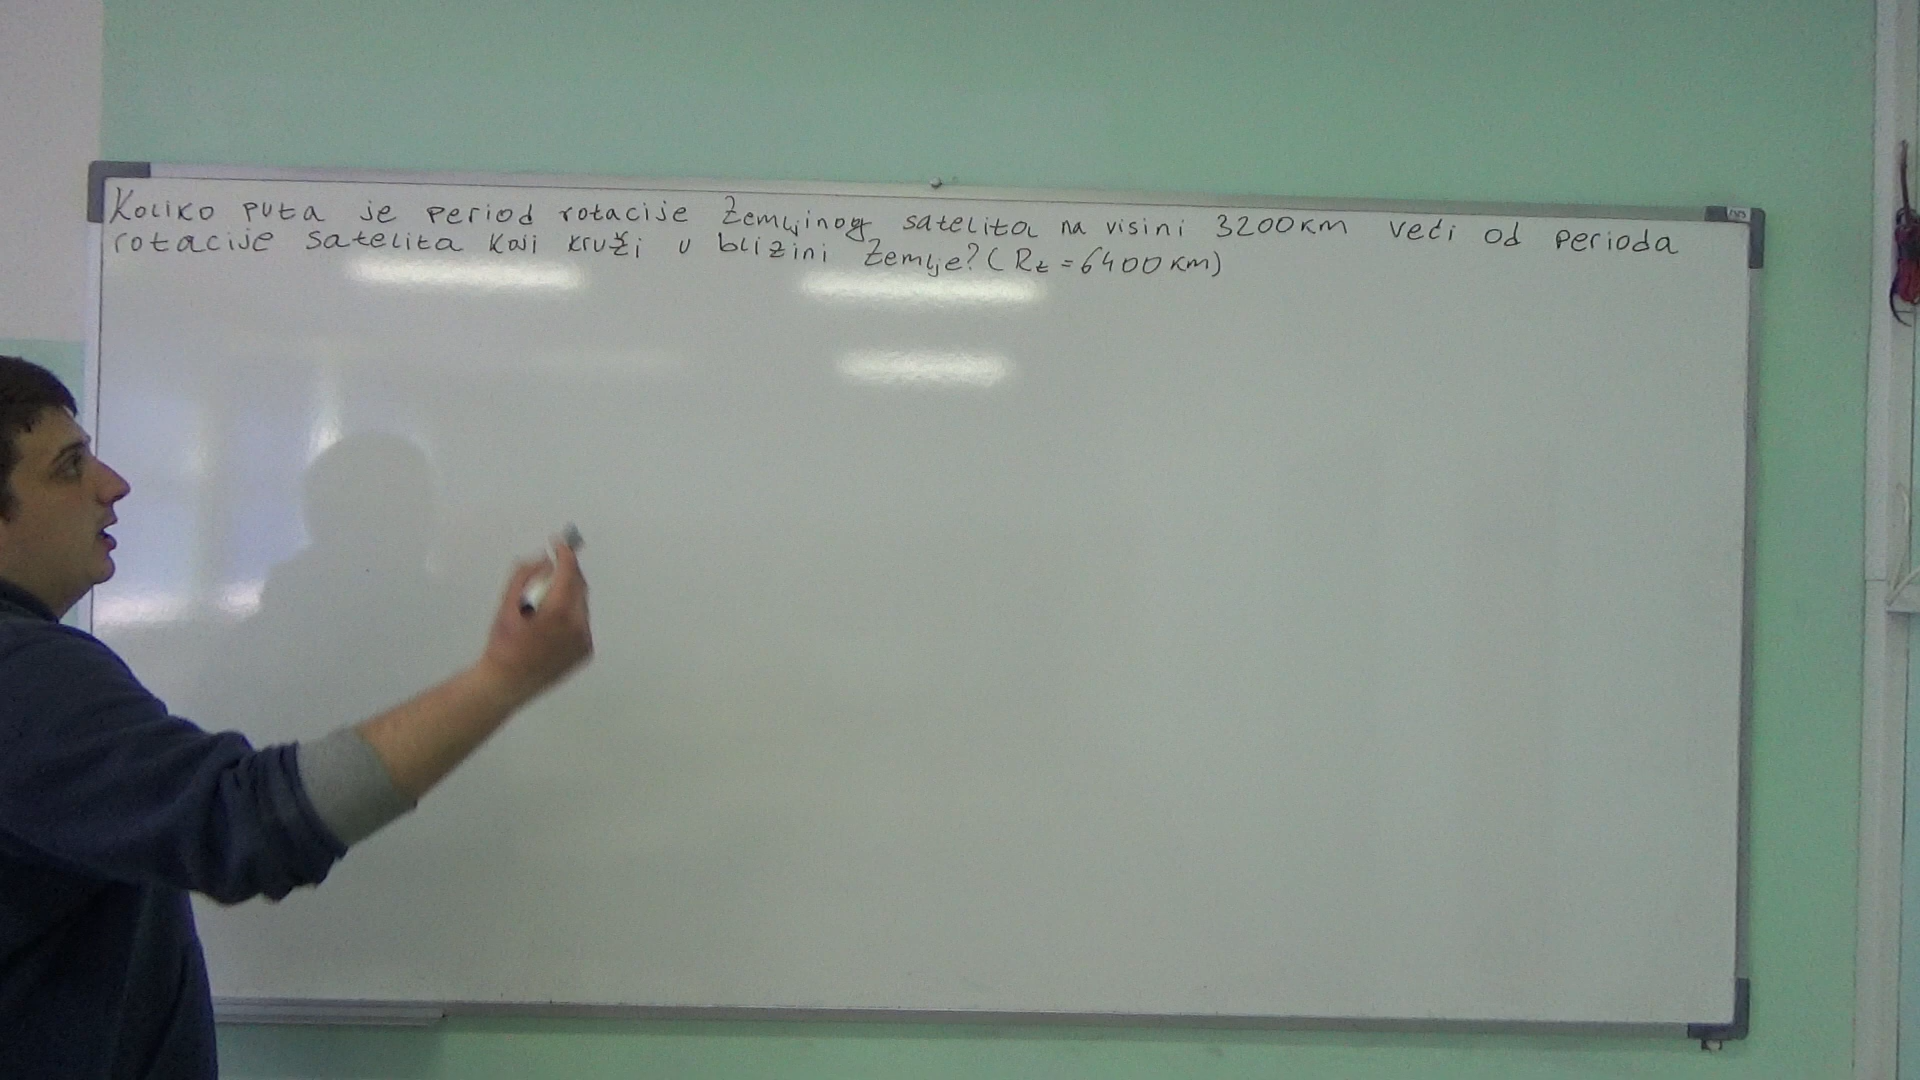 Koliko puta je period rotacije Zemljinog satelita na visini 3200km veći od perioda
rotacije satelita koji kruži u blizini Zemlje? (Rz = 6400km)